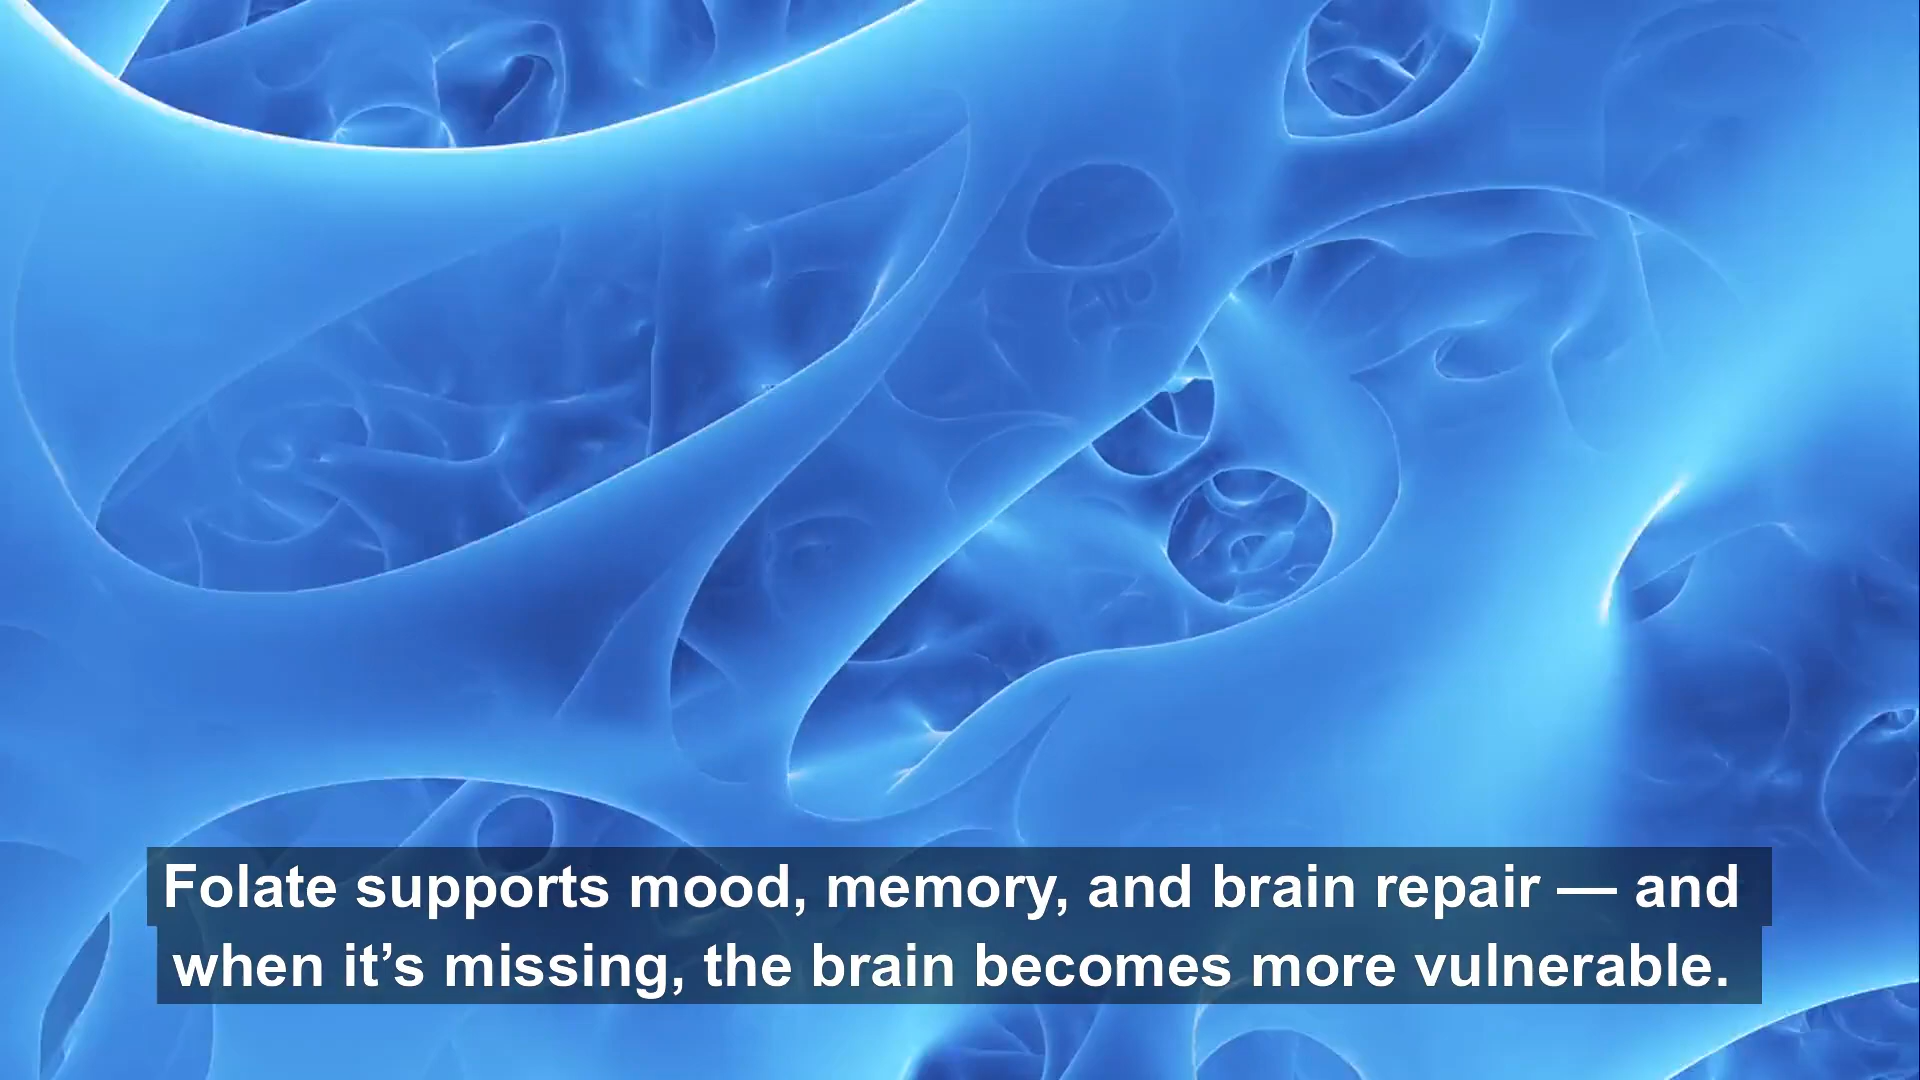 Folate supports mood, memory, and brain repair — and
when it’s missing, the brain becomes more vulnerable.